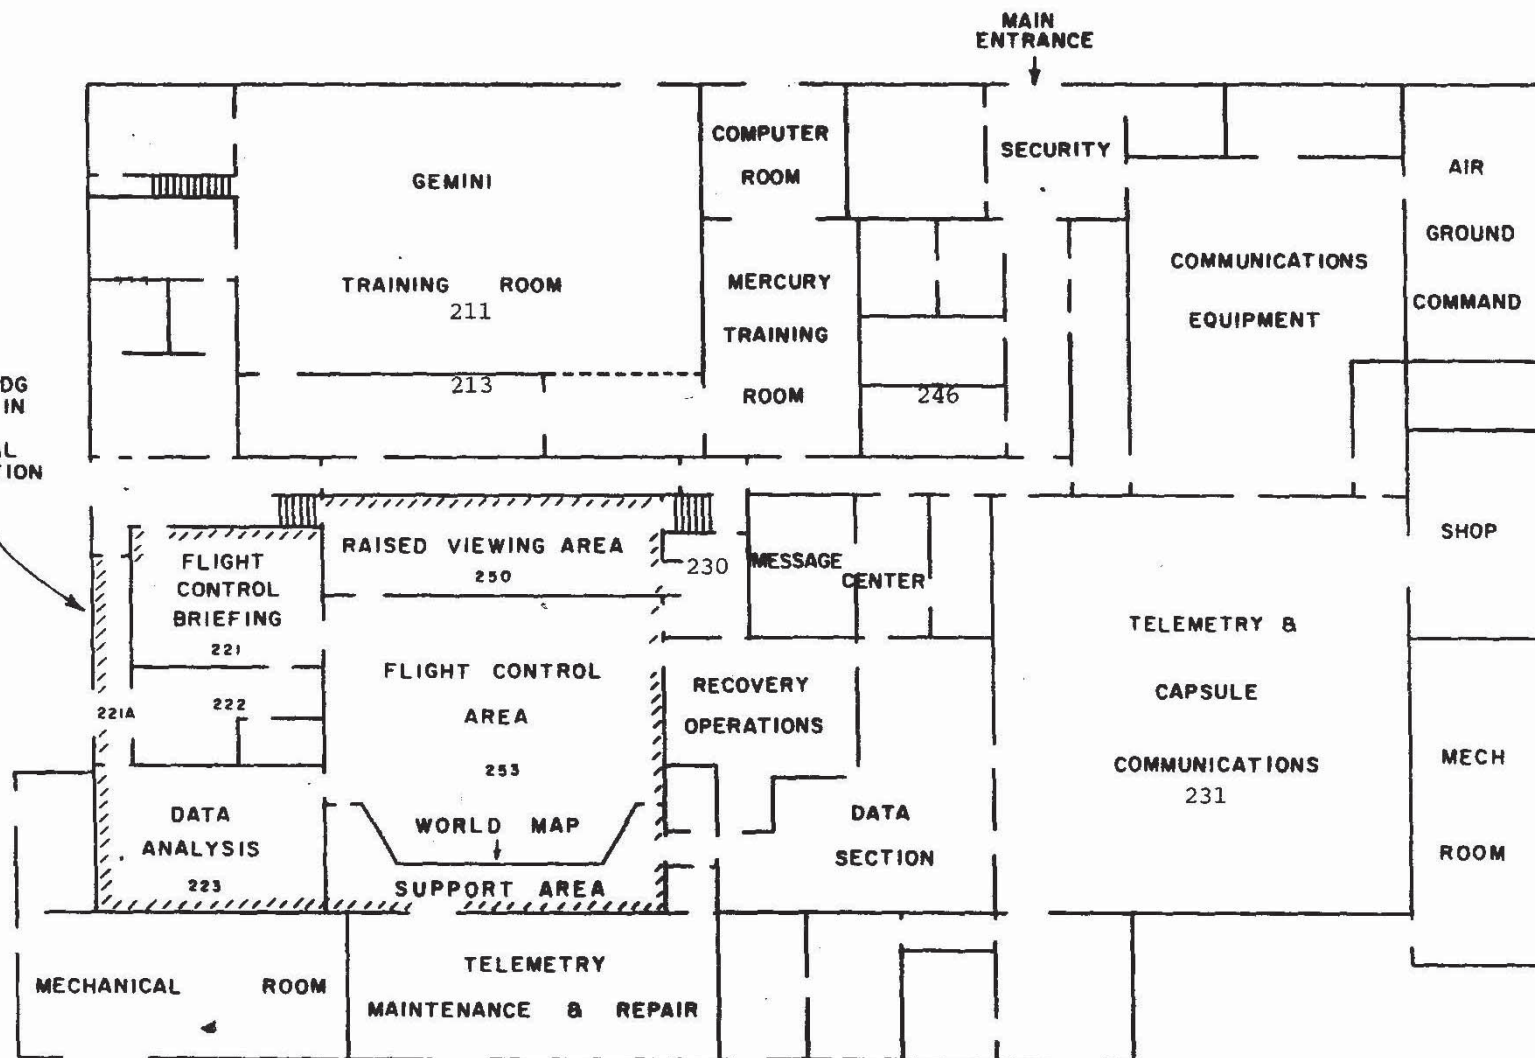 MAIN
ENTRANCE
COMPUTER
ROOM
SECURITY
GEMINI
TRAINING ROOM
211
213
MERCURY
TRAINING
ROOM
246
COMMUNICATIONS
EQUIPMENT
AIR
GROUND
COMMAND
DG
IN
L
TION
RAISED VIEWING AREA
250
FLIGHT
CONTROL
BRIEFING
221
230
MESSAGE
CENTER
SHOP
FLIGHT CONTROL
AREA
253
221A
222
RECOVERY
OPERATIONS
TELEMETRY &
CAPSULE
COMMUNICATIONS
231
MECH
ROOM
DATA
ANALYSIS
223
WORLD MAP
SUPPORT AREA
DATA
SECTION
MECHANICAL ROOM
TELEMETRY
MAINTENANCE & REPAIR